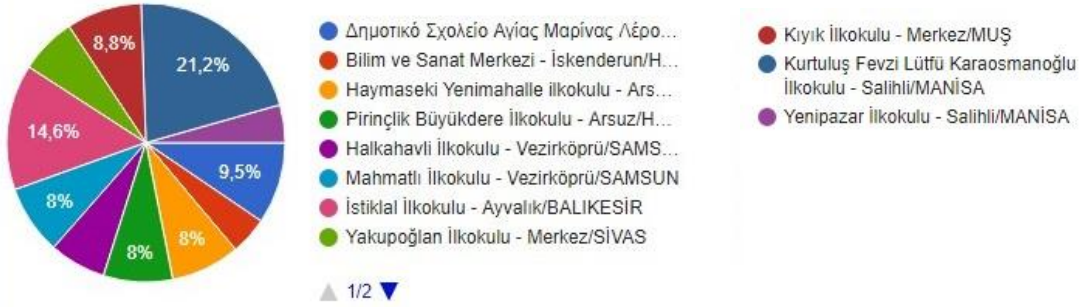 8,8%
21,2%
14,6%
9,5%
8%
8%
8%
Δημοτικό Σχολείο Αγίας Μαρίνας Λέρο...
Bilim ve Sanat Merkezi - İskenderun/H...
Haymaseki Yenimahalle ilkokulu - Ars...
Pirinçlik Büyükdere İlkokulu - Arsuz/H...
Halkahavli İlkokulu - Vezirköprü/SAMS...
Mahmatlı İlkokulu - Vezirköprü/SAMSUN
İstiklal İlkokulu - Ayvalık/BALIKESİR
Yakupoğlan İlkokulu - Merkez/SİVAS
1/2
Kıyık İlkokulu - Merkez/MUŞ
Kurtuluş Fevzi Lütfü Karaosmanoğlu
İlkokulu - Salihli/MANİSA
Yenipazar İlkokulu - Salihli/MANİSA